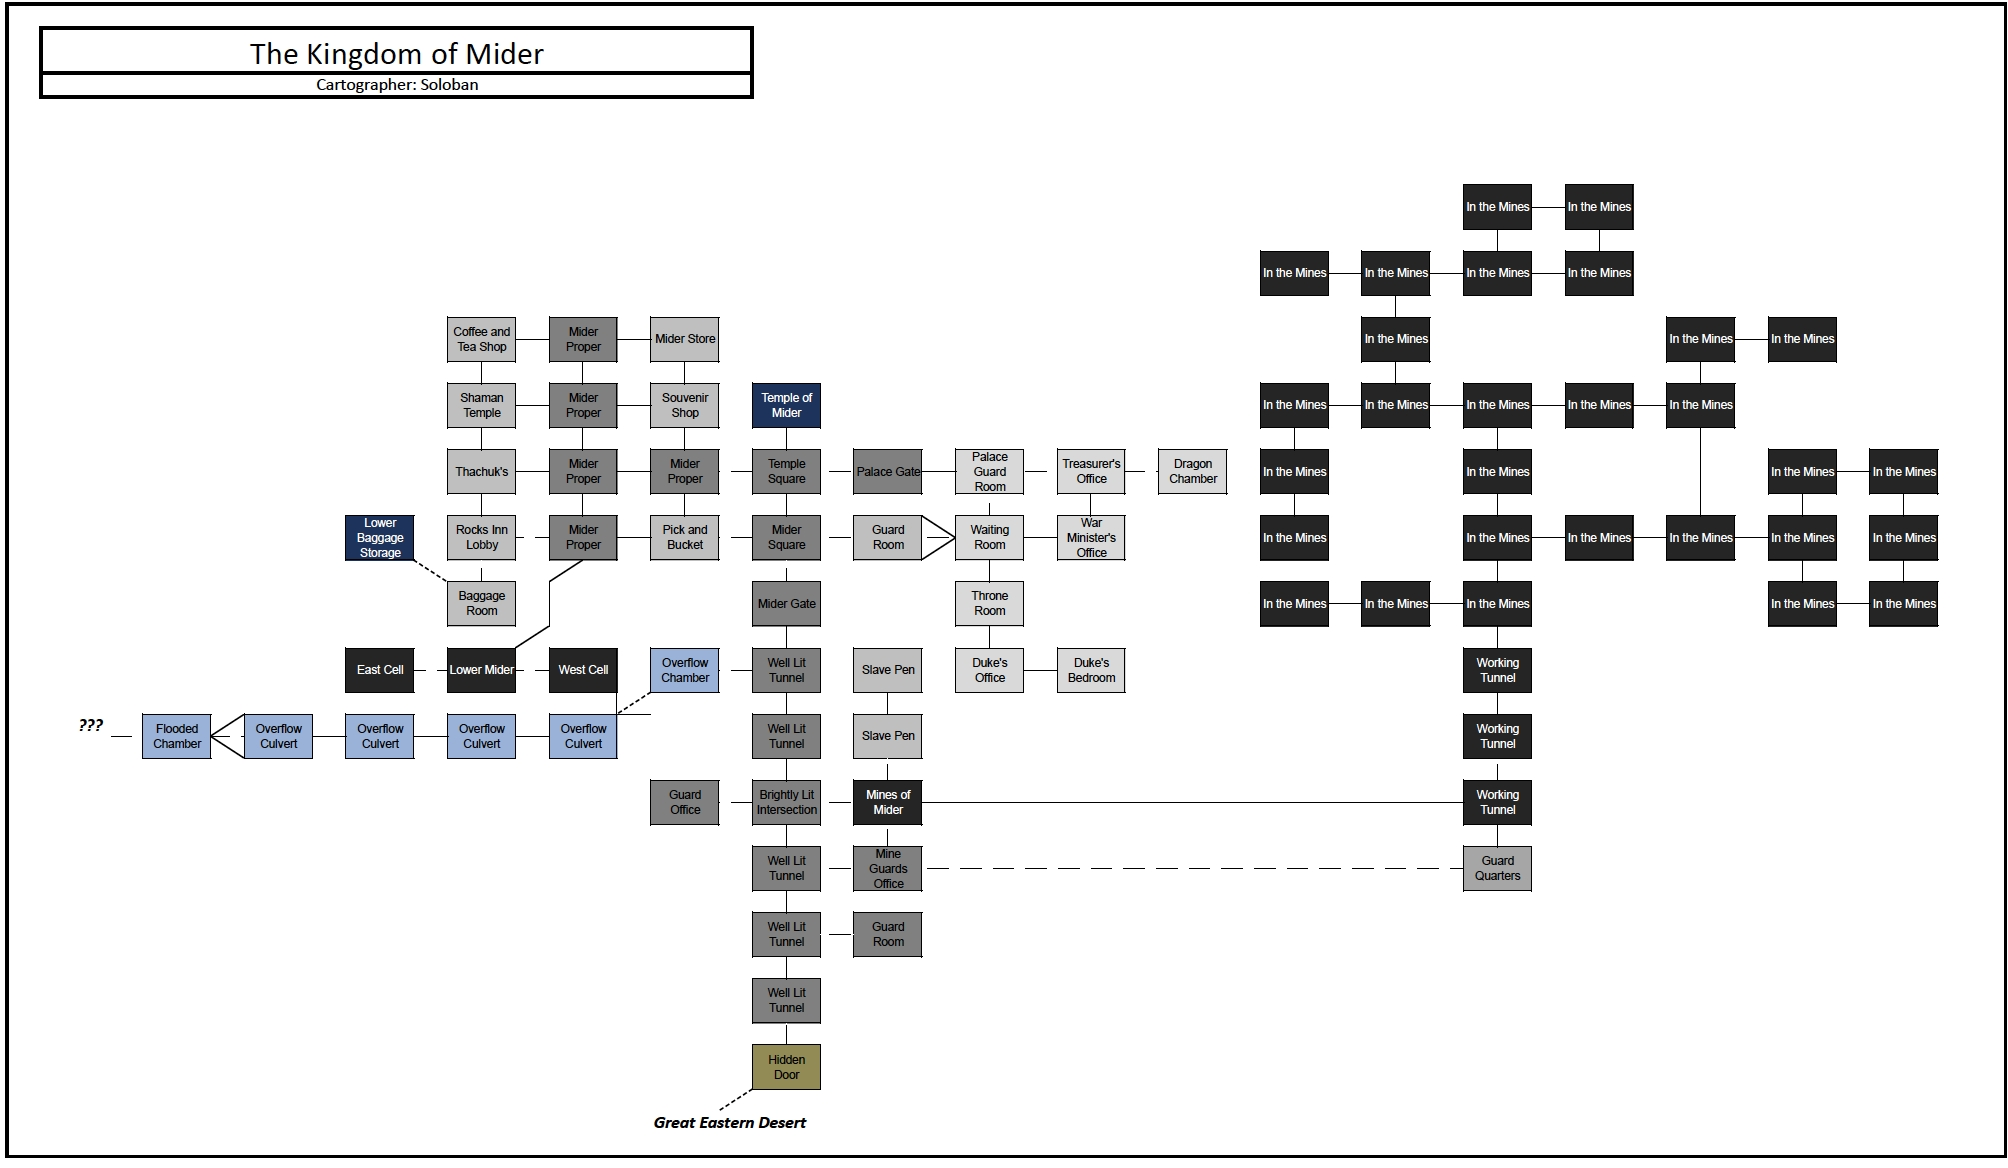 The Kingdom of Mider
Cartographer: Soloban
In the Mines
In the Mines
In the Mines
In the Mines
In the Mines
In the Mines
Coffee and
Tea Shop
Mider
Proper
Mider Store
In the Mines
In the Mines
In the Mines
Shaman
Temple
Mider
Proper
Souvenir
Shop
Temple of
Mider
In the Mines
In the Mines
In the Mines
In the Mines
In the Mines
Thachuk's
Mider
Proper
Mider
Proper
Temple
Square
Palace Gate
Palace
Guard
Room
Treasurer's
Office
Dragon
Chamber
In the Mines
In the Mines
In the Mines
In the Mines
Lower
Baggage
Storage
Rocks Inn
Lobby
Mider
Proper
Pick and
Bucket
Mider
Square
Guard
Room
Waiting
Room
War
Minister's
Office
In the Mines
In the Mines
In the Mines
In the Mines
In the Mines
In the Mines
Baggage
Room
Mider Gate
Throne
Room
In the Mines
In the Mines
In the Mines
In the Mines
In the Mines
East Cell
Lower Mider
West Cell
Overflow
Chamber
Well Lit
Tunnel
Slave Pen
Duke's
Office
Duke's
Bedroom
Working
Tunnel
???
Flooded
Chamber
Overflow
Culvert
Overflow
Culvert
Overflow
Culvert
Overflow
Culvert
Well Lit
Tunnel
Slave Pen
Working
Tunnel
Guard
Office
Brightly Lit
Intersection
Mines of
Mider
Working
Tunnel
Well Lit
Tunnel
Mine
Guards
Office
Guard
Quarters
Well Lit
Tunnel
Guard
Room
Well Lit
Tunnel
Hidden
Door
Great Eastern Desert